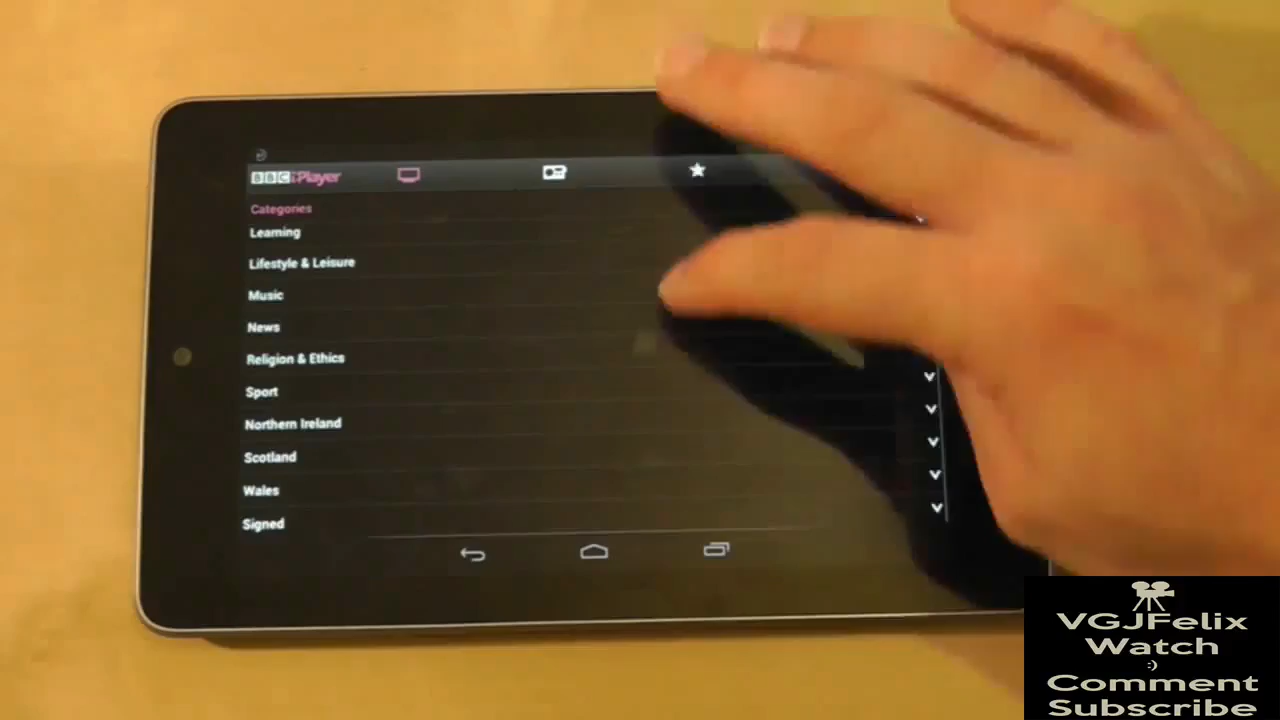 BBC iPlayer
Categories
Learning
Lifestyle & Leisure
Music
News
Religion & Ethics
Sport
Northern Ireland
Scotland
Wales
Signed
VGJFelix
Watch
:)
Comment
Subscribe